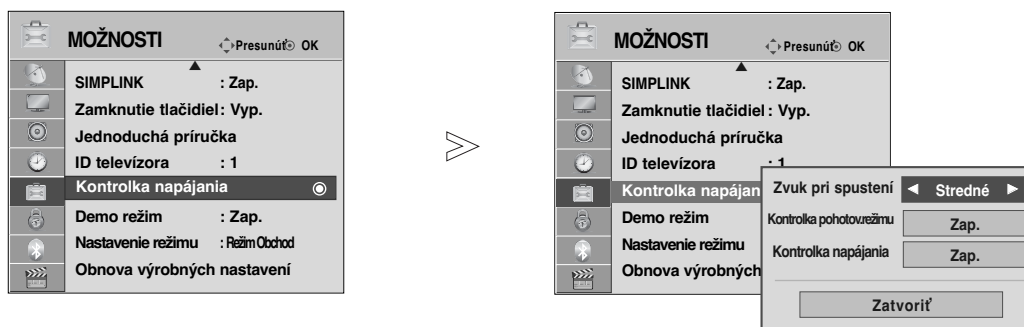 MOŽNOSTI
Presunúť OK
SIMPLINK : Zap.
Zamknutie tlačidiel : Vyp.
Jednoduchá príručka
ID televízora : 1
Kontrolka napájania
Demo režim : Zap.
Nastavenie režimu : Režim Obchod
Obnova výrobných nastavení
MOŽNOSTI
Presunúť OK
SIMPLINK : Zap.
Zamknutie tlačidiel : Vyp.
Jednoduchá príručka
ID televízora : 1
Kontrolka napájan
Demo režim
Nastavenie režimu
Obnova výrobných
Zvuk pri spustení ◄ Stredné ►
Kontrolka pohotov.režimu Zap.
Kontrolka napájania Zap.
Zatvoriť